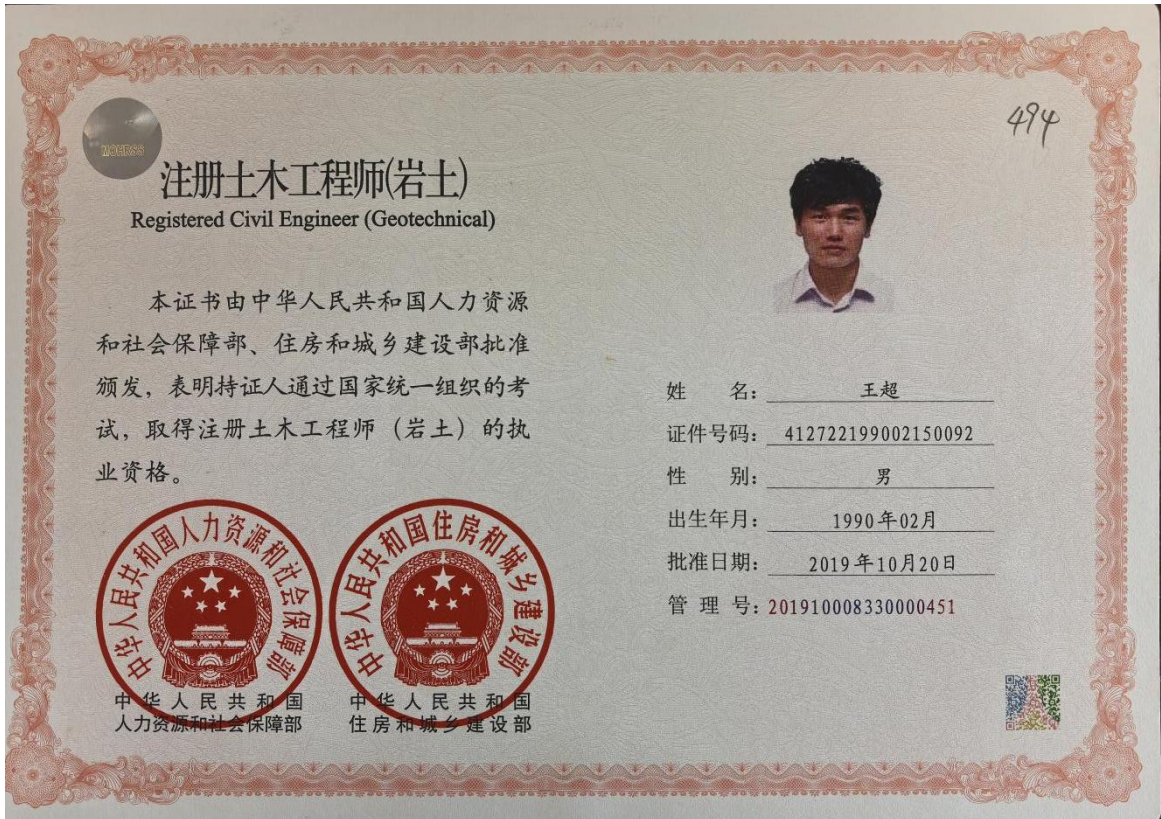 MOHRSS
494
注册土木工程师(岩土)
Registered Civil Engineer (Geotechnical)
本证书由中华人民共和国人力资源
和社会保障部、住房和城乡建设部批准
颁发，表明持证人通过国家统一组织的考
试，取得注册土木工程师（岩土）的执
业资格。
中华人民共和国人力资源和社会保障部
中华人民共和国住房和城乡建设部
中华人民共和国
人力资源和社会保障部
中华人民共和国
住房和城乡建设部
姓 名： 王超
证件号码： 412722199002150092
性 别： 男
出生年月： 1990年02月
批准日期： 2019年10月20日
管 理 号：201910008330000451